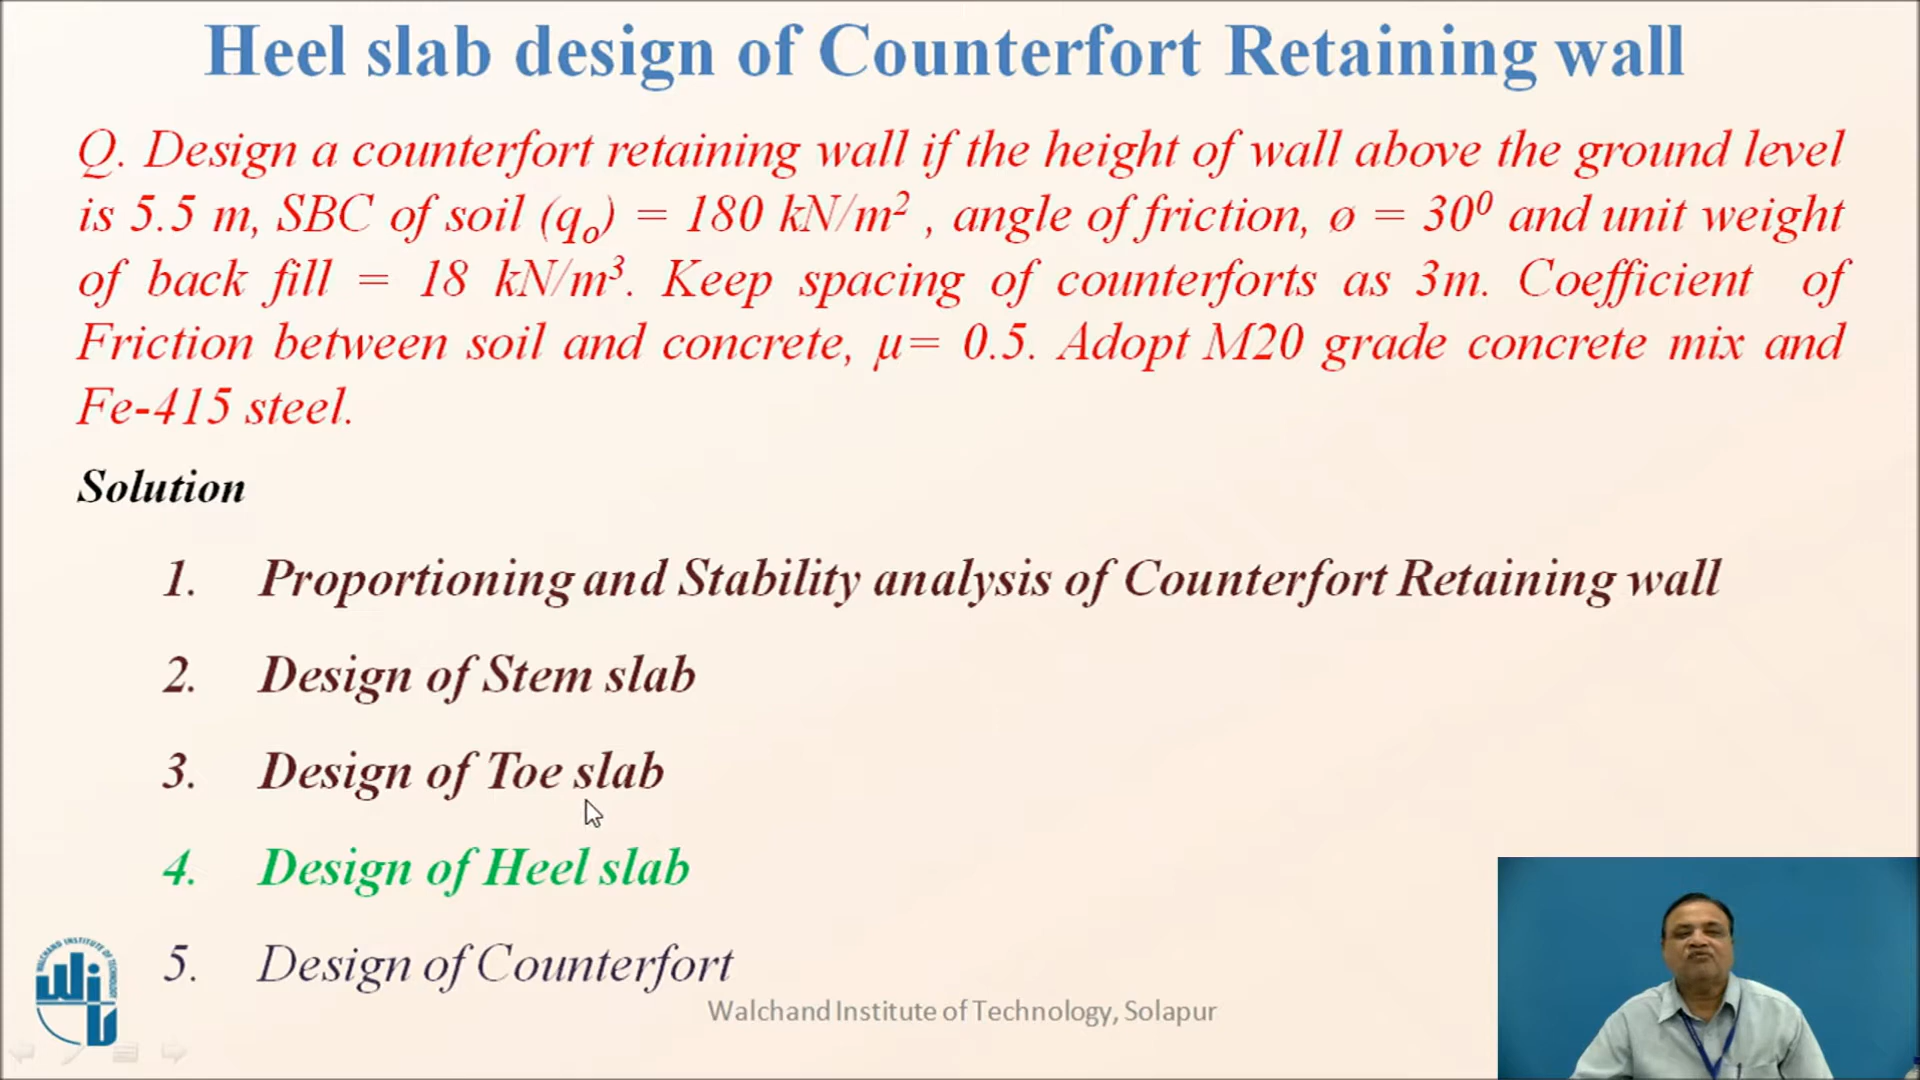 Heel slab design of Counterfort Retaining wall
Q. Design a counterfort retaining wall if the height of wall above the ground level
is 5.5 m, SBC of soil (qₒ) = 180 kN/m² , angle of friction, ø = 30⁰ and unit weight
of back fill = 18 kN/m³. Keep spacing of counterforts as 3m. Coefficient of
Friction between soil and concrete, μ= 0.5. Adopt M20 grade concrete mix and
Fe-415 steel.
Solution
1. Proportioning and Stability analysis of Counterfort Retaining wall
2. Design of Stem slab
3. Design of Toe slab
4. Design of Heel slab
5. Design of Counterfort
WALCHAND INSTITUTE OF TECHNOLOGY
WIT
Walchand Institute of Technology, Solapur